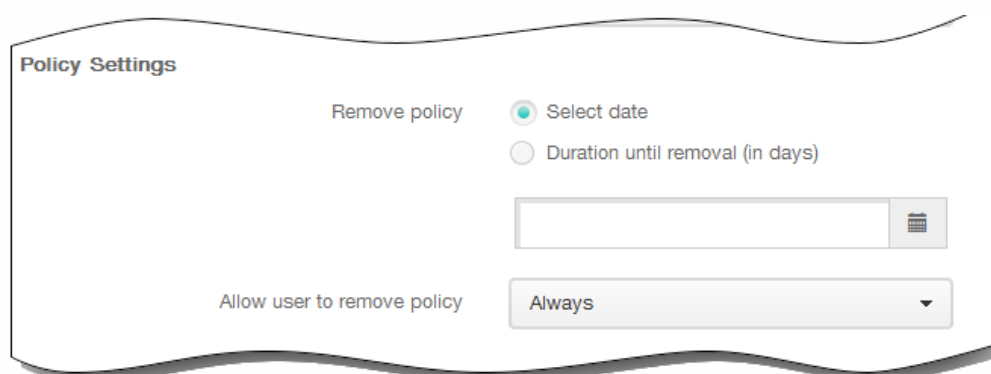 Policy Settings
Remove policy
Select date
Duration until removal (in days)
Allow user to remove policy
Always